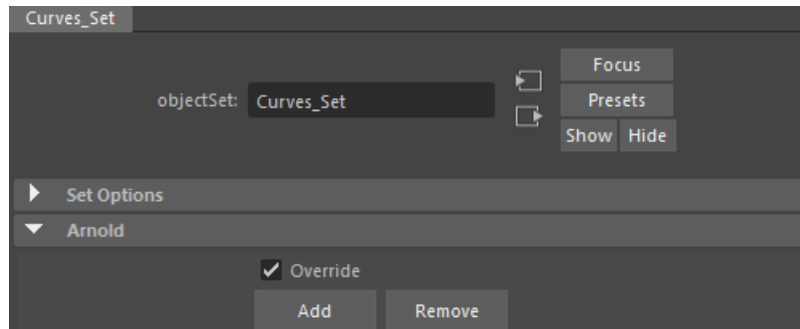 Curves_Set
Focus
objectSet: Curves_Set
Presets
Show Hide
Set Options
Arnold
Override
Add Remove